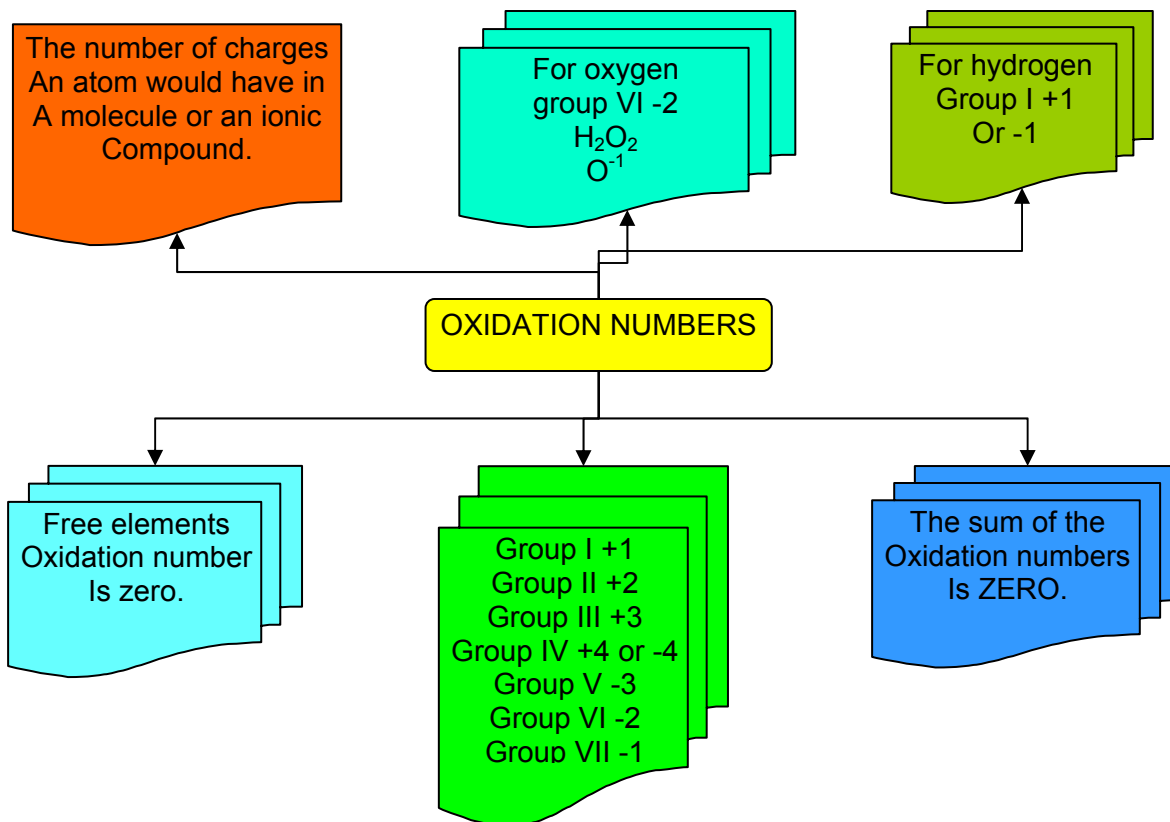 The number of charges
An atom would have in
A molecule or an ionic
Compound.
For oxygen
group VI -2
H₂O₂
O⁻¹
For hydrogen
Group I +1
Or -1
OXIDATION NUMBERS
Free elements
Oxidation number
Is zero.
Group I +1
Group II +2
Group III +3
Group IV +4 or -4
Group V -3
Group VI -2
Group VII -1
The sum of the
Oxidation numbers
Is ZERO.